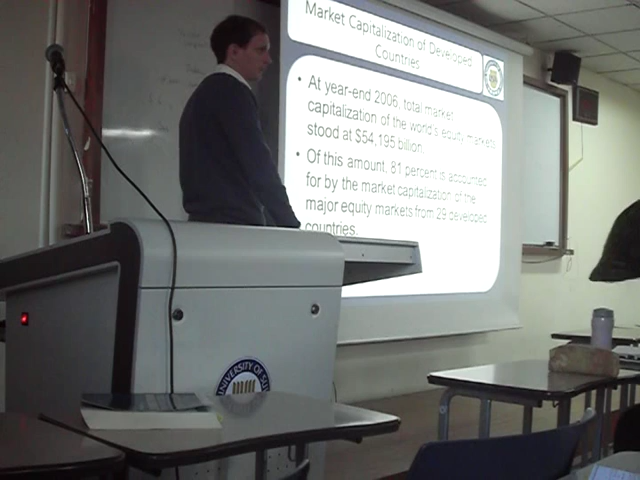 Market Capitalization of Developed
Countries
• At year-end 2006, total market
capitalization of the world's equity markets
stood at $54,195 billion.
• Of this amount, 81 percent is accounted
for by the market capitalization of the
major equity markets from 29 developed
countries.
UNIVERSITY OF